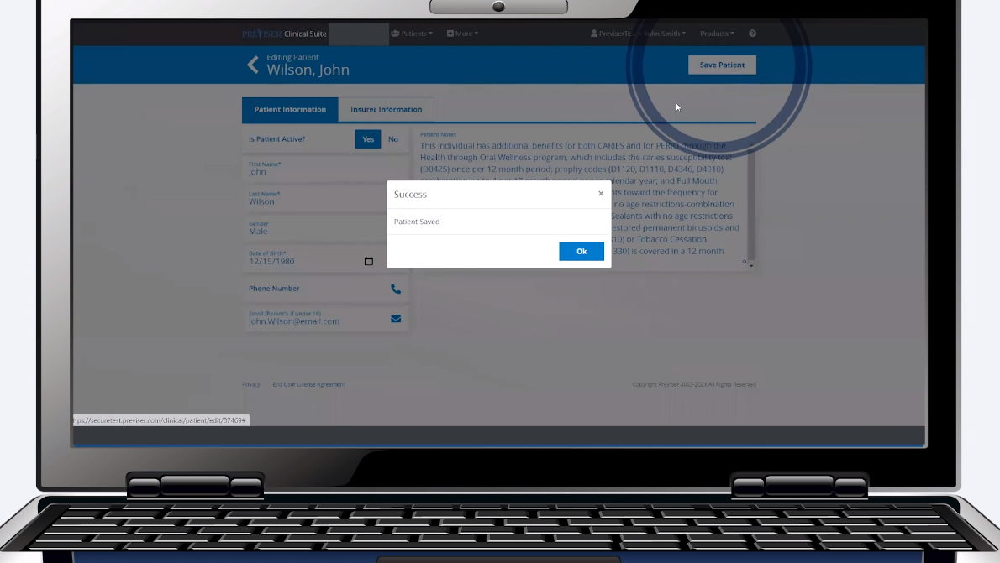 PREVISER Clinical Suite
Patients
More
PreviserTe... > John Smith
Products
Editing Patient
Wilson, John
Save Patient
Patient Information
Insurer Information
Is Patient Active?
Yes
No
First Name*
John
Last Name*
Wilson
Gender
Male
Date of Birth*
12/15/1980
Phone Number
Email (Parent's if under 18)
John.Wilson@email.com
Patient Notes
This individual has additional benefits for both CARIES and for PERIO through the
Health through Oral Wellness program, which includes the caries susceptibility test
(D0425) once per 12 month period; prophy codes (D1120, D1110, D4346, D4910)
combination up to 4 per 12 month period or per calendar year; and Full Mouth
nts toward the frequency for
no age restrictions-combination
Sealants with no age restrictions
estored permanent bicuspids and
10) or Tobacco Cessation
330) is covered in a 12 month
Success
×
Patient Saved
Ok
Privacy
End User License Agreement
Copyright PreViser 2003-2021 All Rights Reserved
ttps://securetest.previser.com/clinical/patient/edit/87469#